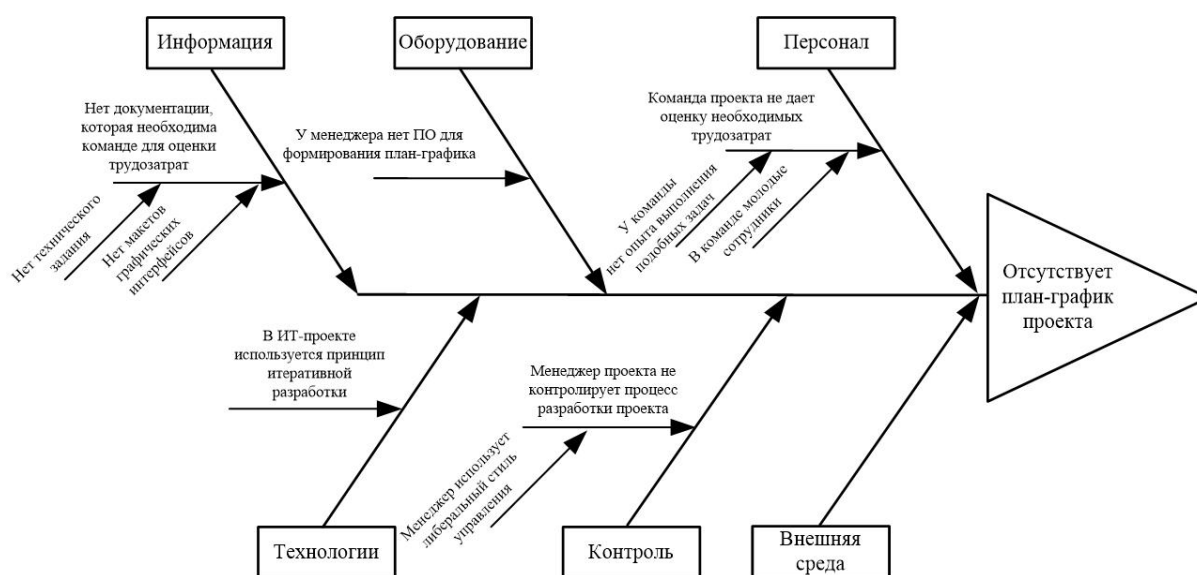 Информация
Оборудование
Персонал
Нет документации,
которая необходима
команде для оценки
трудозатрат
У менеджера нет ПО для
формирования план-графика
Команда проекта не дает
оценку необходимых
трудозатрат
Нет технического
задания
Нет макетов
графических
интерфейсов
У команды
нет опыта выполнения
подобных задач
В команде молодые
сотрудники
Отсутствует
план-график
проекта
В ИТ-проекте
используется принцип
итеративной
разработки
Менеджер проекта не
контролирует процесс
разработки проекта
Менеджер использует
либеральный стиль
управления
Технологии
Контроль
Внешняя
среда